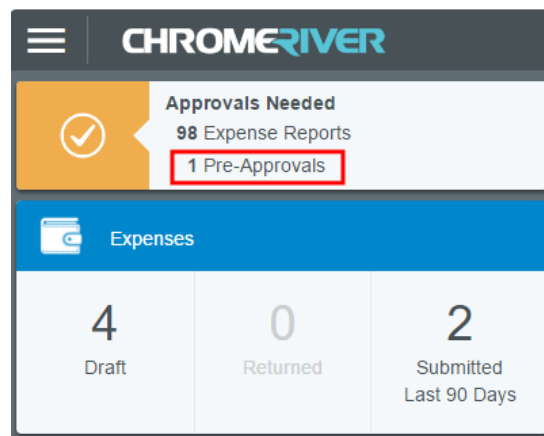 CHROMERIVER
Approvals Needed
98 Expense Reports
1 Pre-Approvals
Expenses
4
Draft
0
Returned
2
Submitted
Last 90 Days